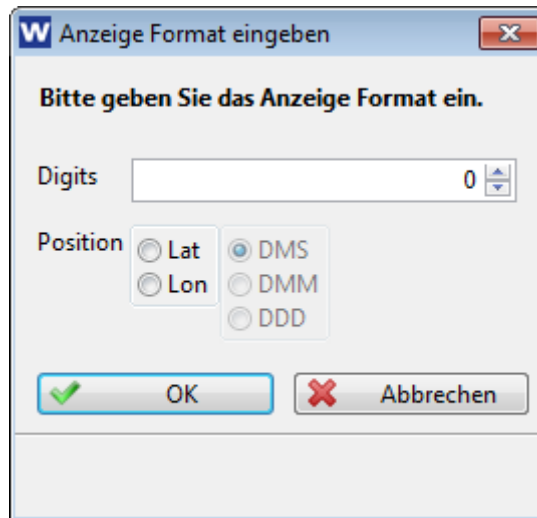 W Anzeige Format eingeben
Bitte geben Sie das Anzeige Format ein.
Digits 0
Position Lat DMS
Lon DMM
DDD
OK Abbrechen